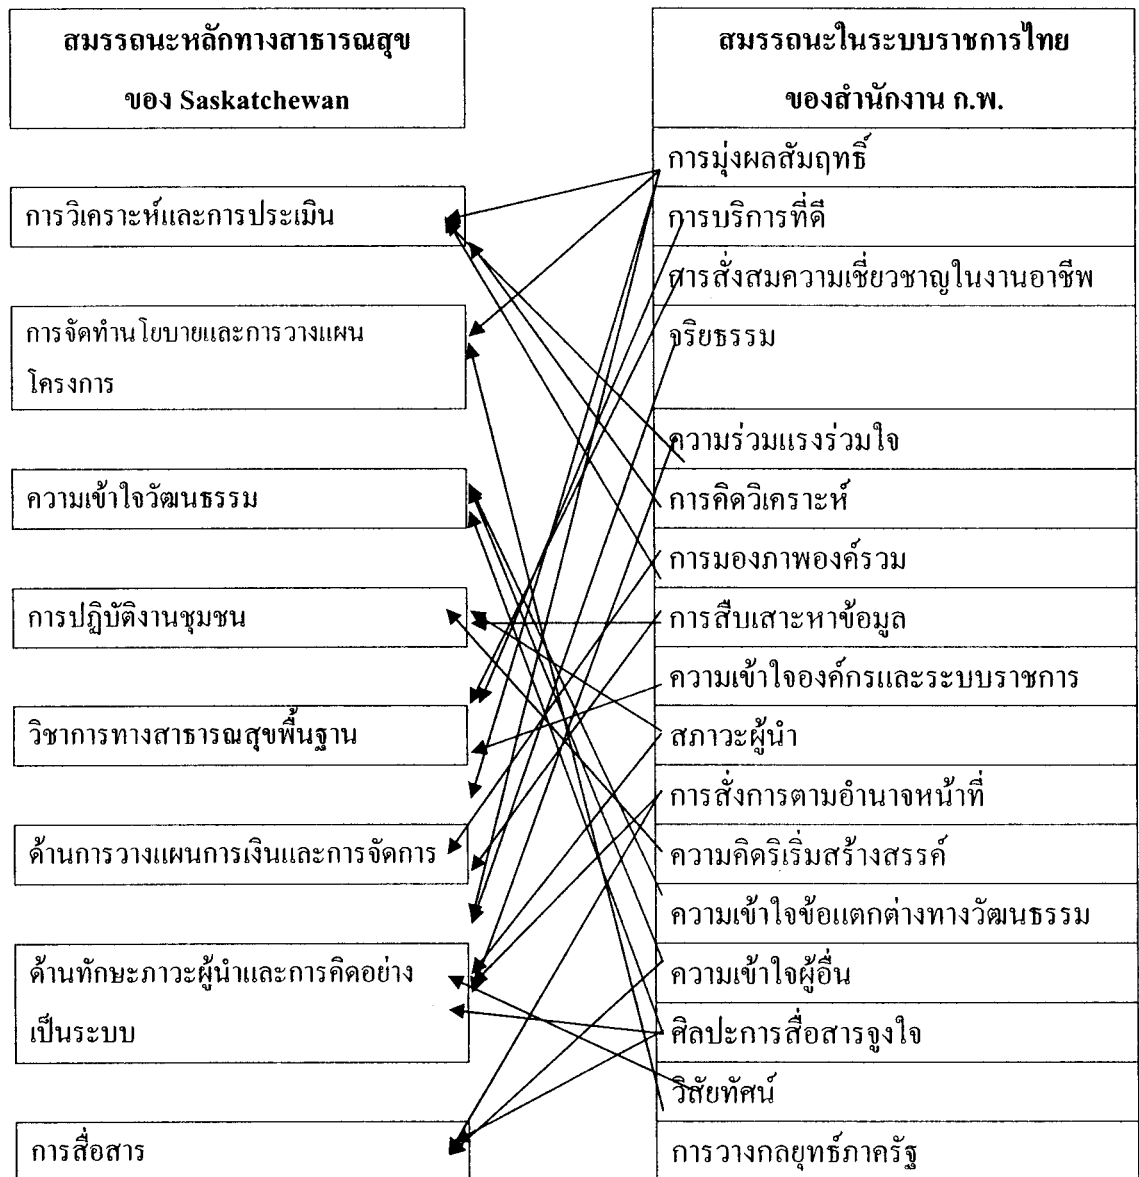 สมรรถนะหลักทางสาธารณสุข
ของ Saskatchewan
การวิเคราะห์และการประเมิน
การจัดทำนโยบายและการวางแผน
โครงการ
ความเข้าใจวัฒนธรรม
การปฏิบัติงานชุมชน
วิชาการทางสาธารณสุขพื้นฐาน
ด้านการวางแผนการเงินและการจัดการ
ด้านทักษะภาวะผู้นำและการคิดอย่าง
เป็นระบบ
การสื่อสาร
สมรรถนะในระบบราชการไทย
ของสำนักงาน ก.พ.
การมุ่งผลสัมฤทธิ์
การบริการที่ดี
สารสั่งสมความเชี่ยวชาญในงานอาชีพ
จริยธรรม
ความร่วมแรงร่วมใจ
การคิดวิเคราะห์
การมองภาพองค์รวม
การสืบเสาะหาข้อมูล
ความเข้าใจองค์กรและระบบราชการ
สภาวะผู้นำ
การสั่งการตามอำนาจหน้าที่
ความคิดริเริ่มสร้างสรรค์
ความเข้าใจข้อแตกต่างทางวัฒนธรรม
ความเข้าใจผู้อื่น
ศิลปะการสื่อสารจูงใจ
วิสัยทัศน์
การวางกลยุทธ์ภาครัฐ